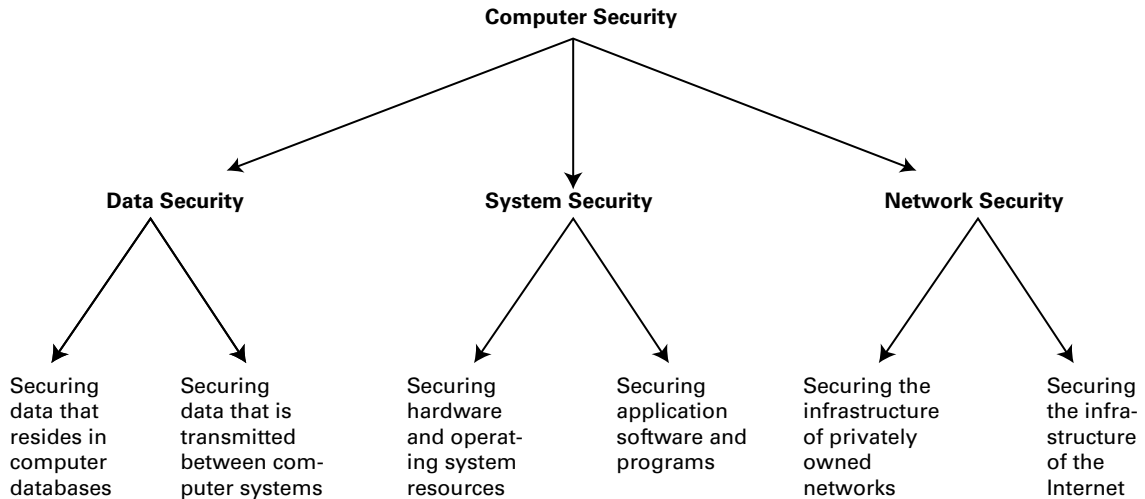 Computer Security
Data Security
System Security
Network Security
Securing
data that
resides in
computer
databases
Securing
data that is
transmitted
between com-
puter systems
Securing
hardware
and operat-
ing system
resources
Securing
application
software and
programs
Securing the
infrastructure
of privately
owned
networks
Securing
the infra-
structure
of the
Internet